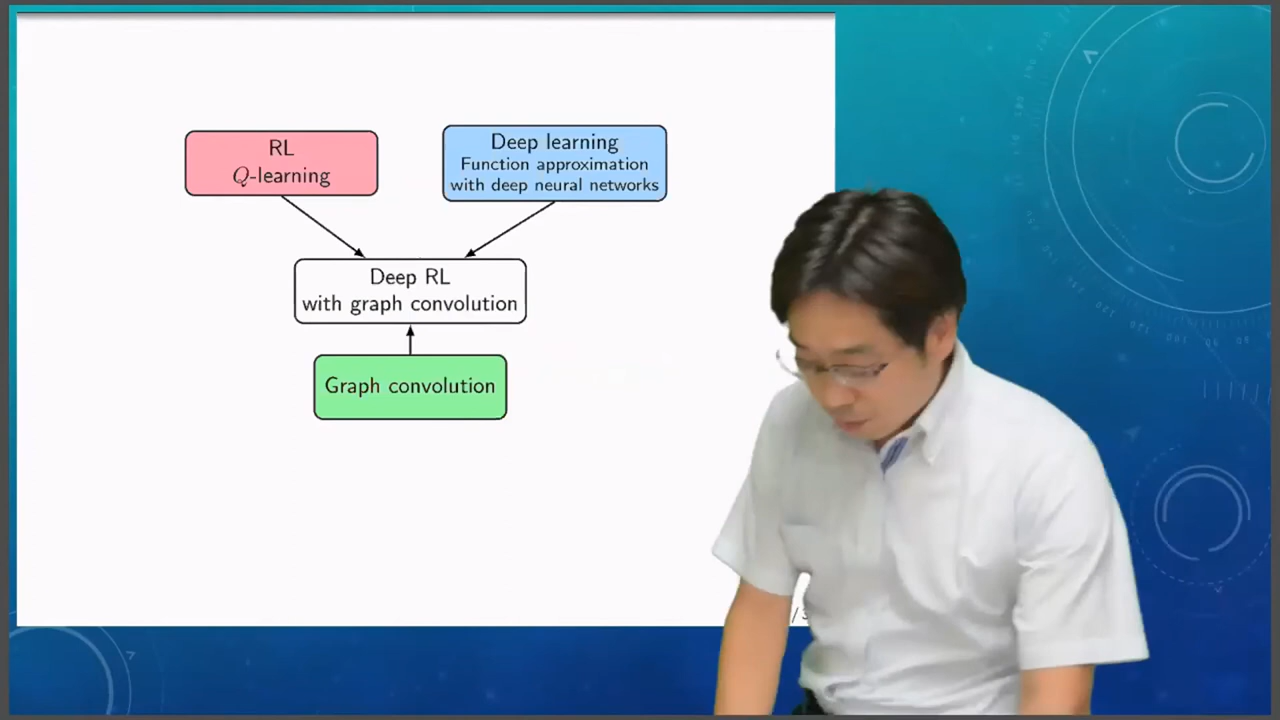 RL
Q-learning
Deep learning
Function approximation
with deep neural networks
Deep RL
with graph convolution
Graph convolution